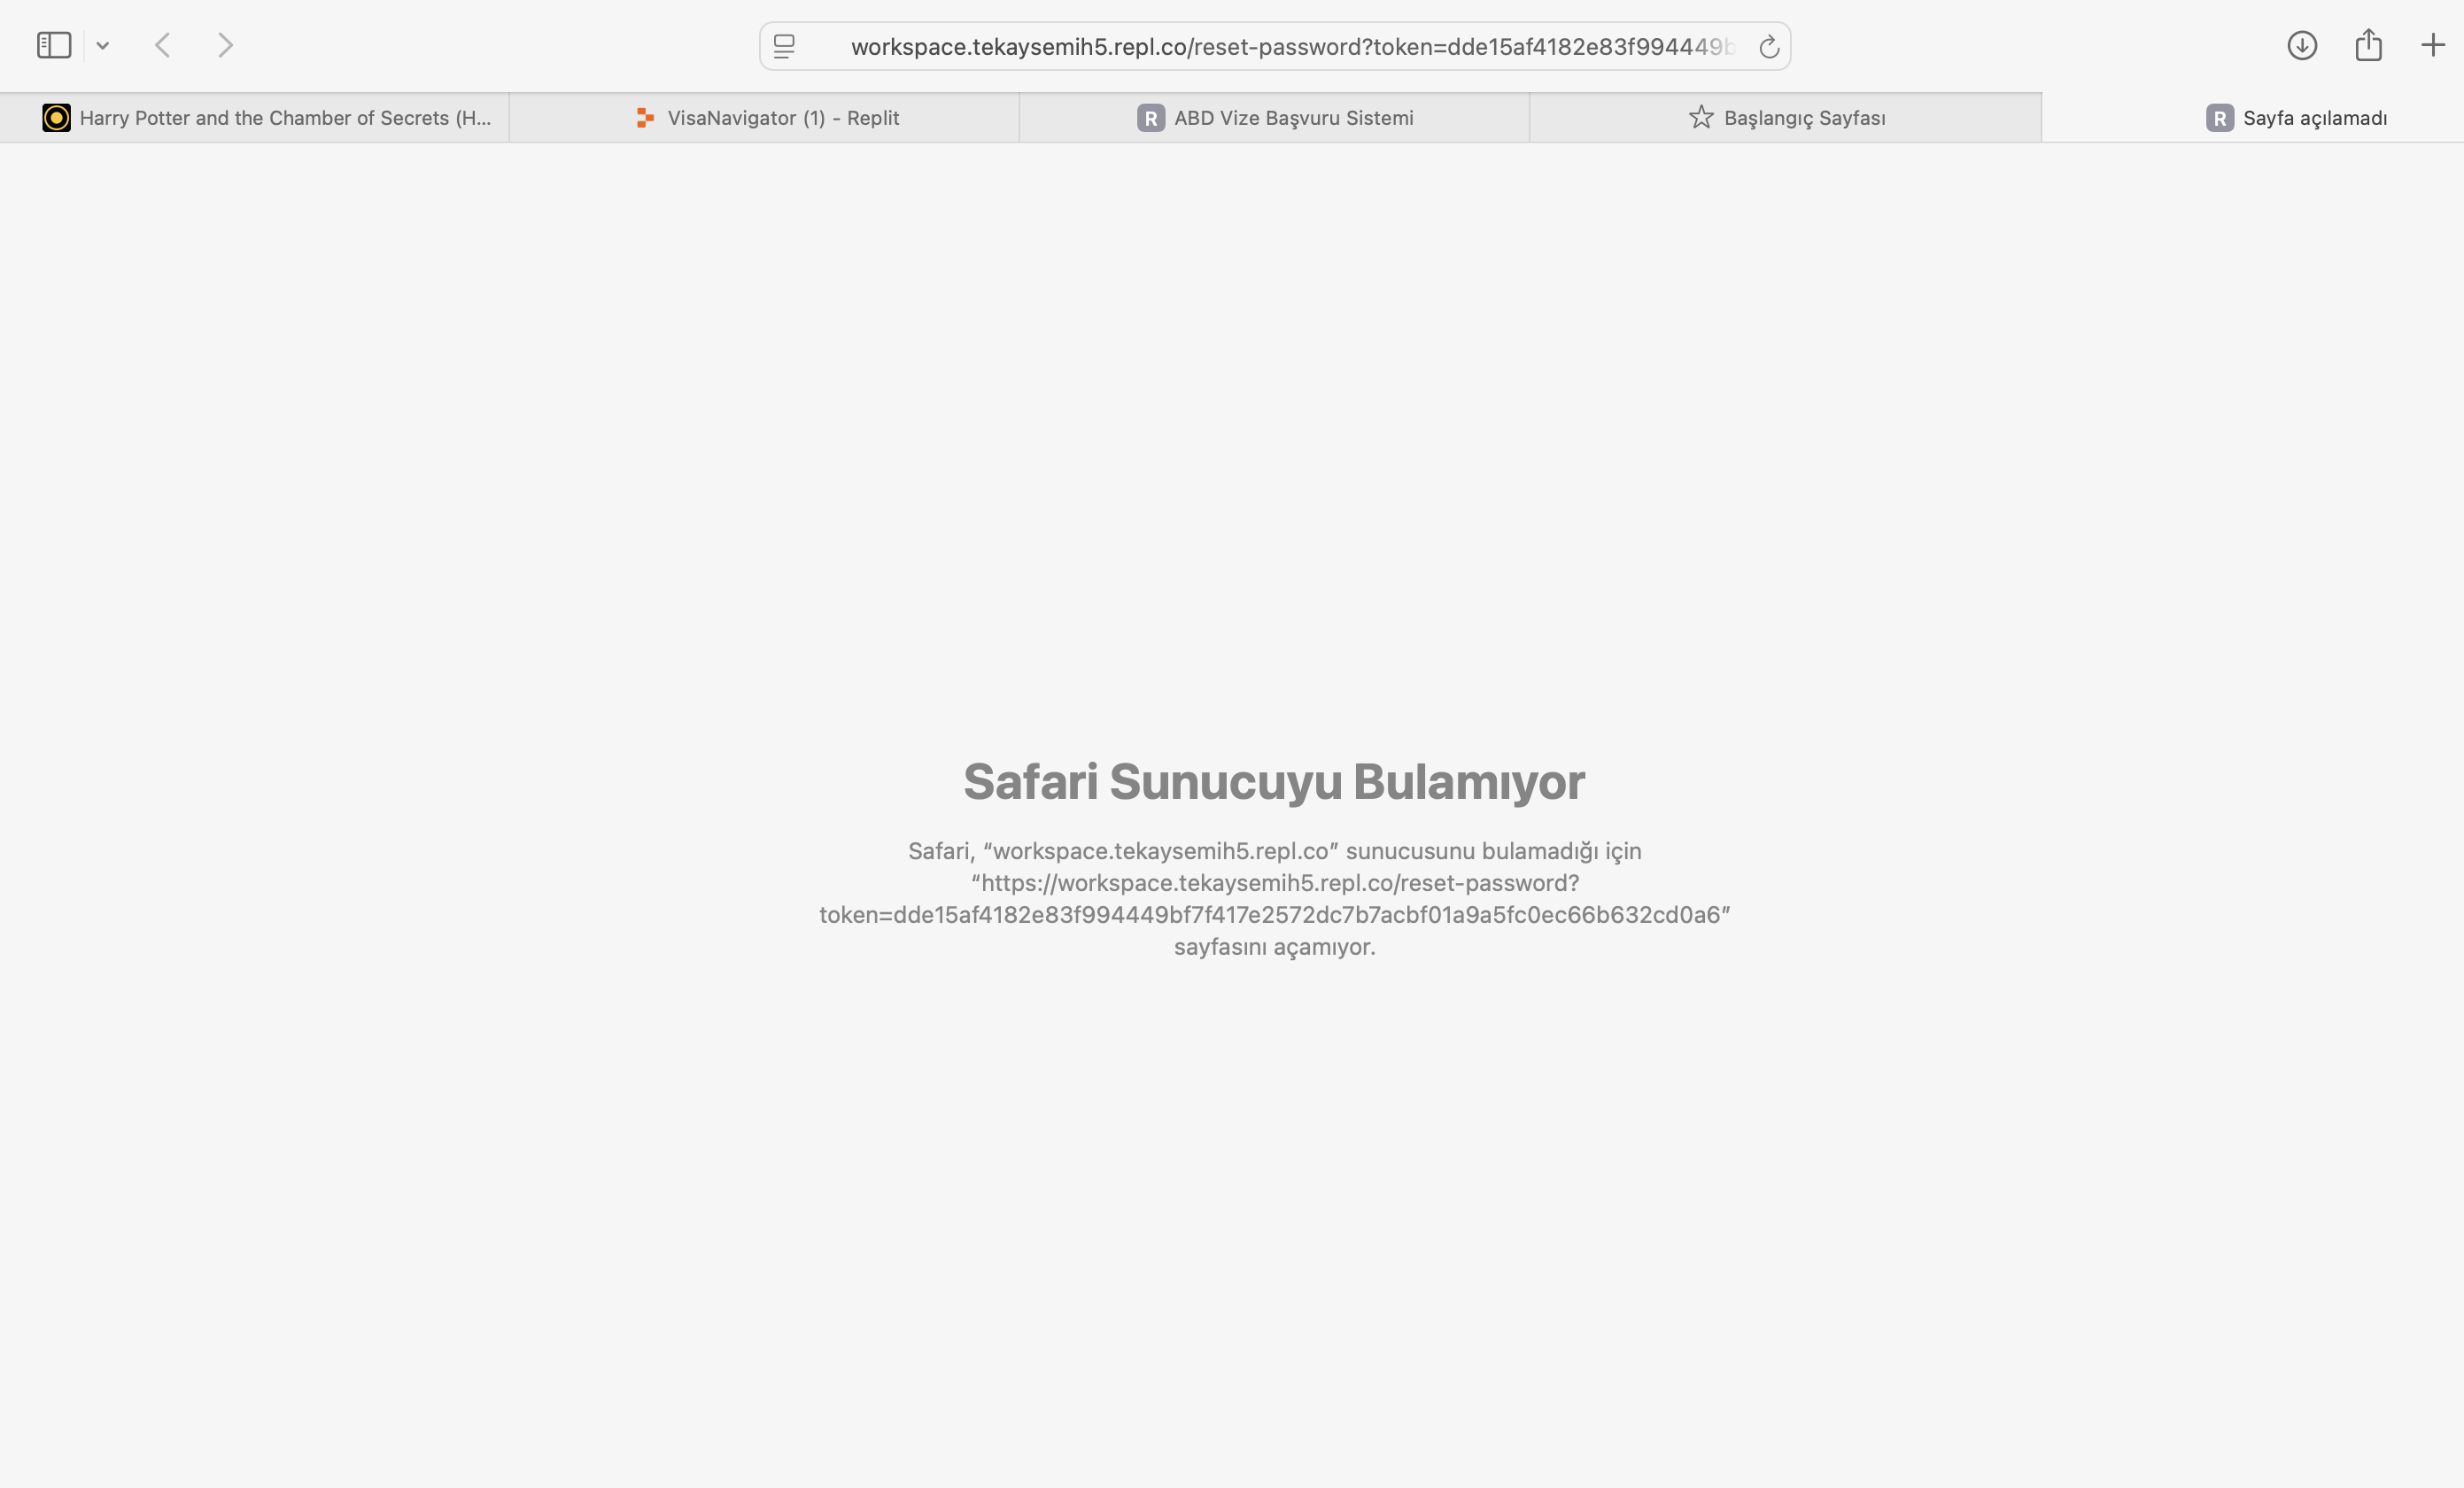 workspace.tekaysemih5.repl.co/reset-password?token=dde15af4182e83f994449b
Harry Potter and the Chamber of Secrets (H...
VisaNavigator (1) - Replit
R ABD Vize Başvuru Sistemi
Başlangıç Sayfası
R Sayfa açılamadı
Safari Sunucuyu Bulamıyor
Safari, “workspace.tekaysemih5.repl.co” sunucusunu bulamadığı için
“https://workspace.tekaysemih5.repl.co/reset-password?
token=dde15af4182e83f994449bf7f417e2572dc7b7acbf01a9a5fc0ec66b632cd0a6”
sayfasını açamıyor.